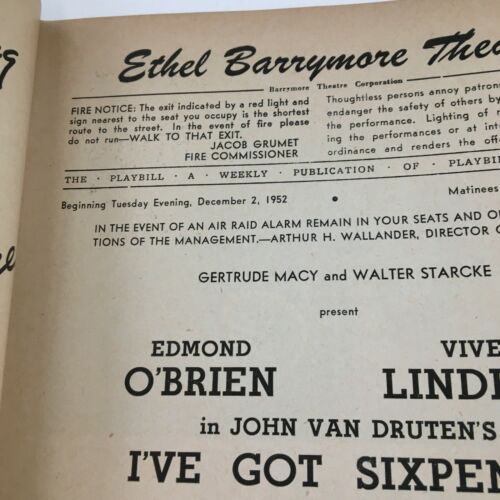 Ethel Barrymore Thea
Barrymore Theatre Corporation
FIRE NOTICE: The exit indicated by a red light and
sign nearest to the seat you occupy is the shortest
route to the street. In the event of fire please
do not run—WALK TO THAT EXIT.
JACOB GRUMET
FIRE COMMISSIONER
Thoughtless persons annoy patrons
endanger the safety of others by
the performance. Lighting of m
ing the performances or at int
ordinance and renders the off
THE · PLAYBILL · A · WEEKLY · PUBLICATION · OF · PLAYBIL
Beginning Tuesday Evening, December 2, 1952 • Matinees
IN THE EVENT OF AN AIR RAID ALARM REMAIN IN YOUR SEATS AND O
TIONS OF THE MANAGEMENT.—ARTHUR H. WALLANDER, DIRECTOR
GERTRUDE MACY and WALTER STARCKE
present
EDMOND VIVE
O'BRIEN LINDF
in JOHN VAN DRUTEN'S
I'VE GOT SIXPEN